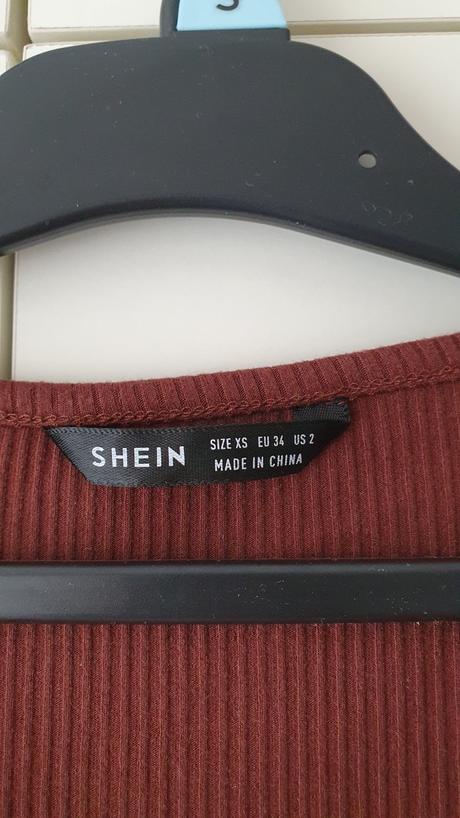 S
SHEIN
SIZE XS EU 34 US 2
MADE IN CHINA